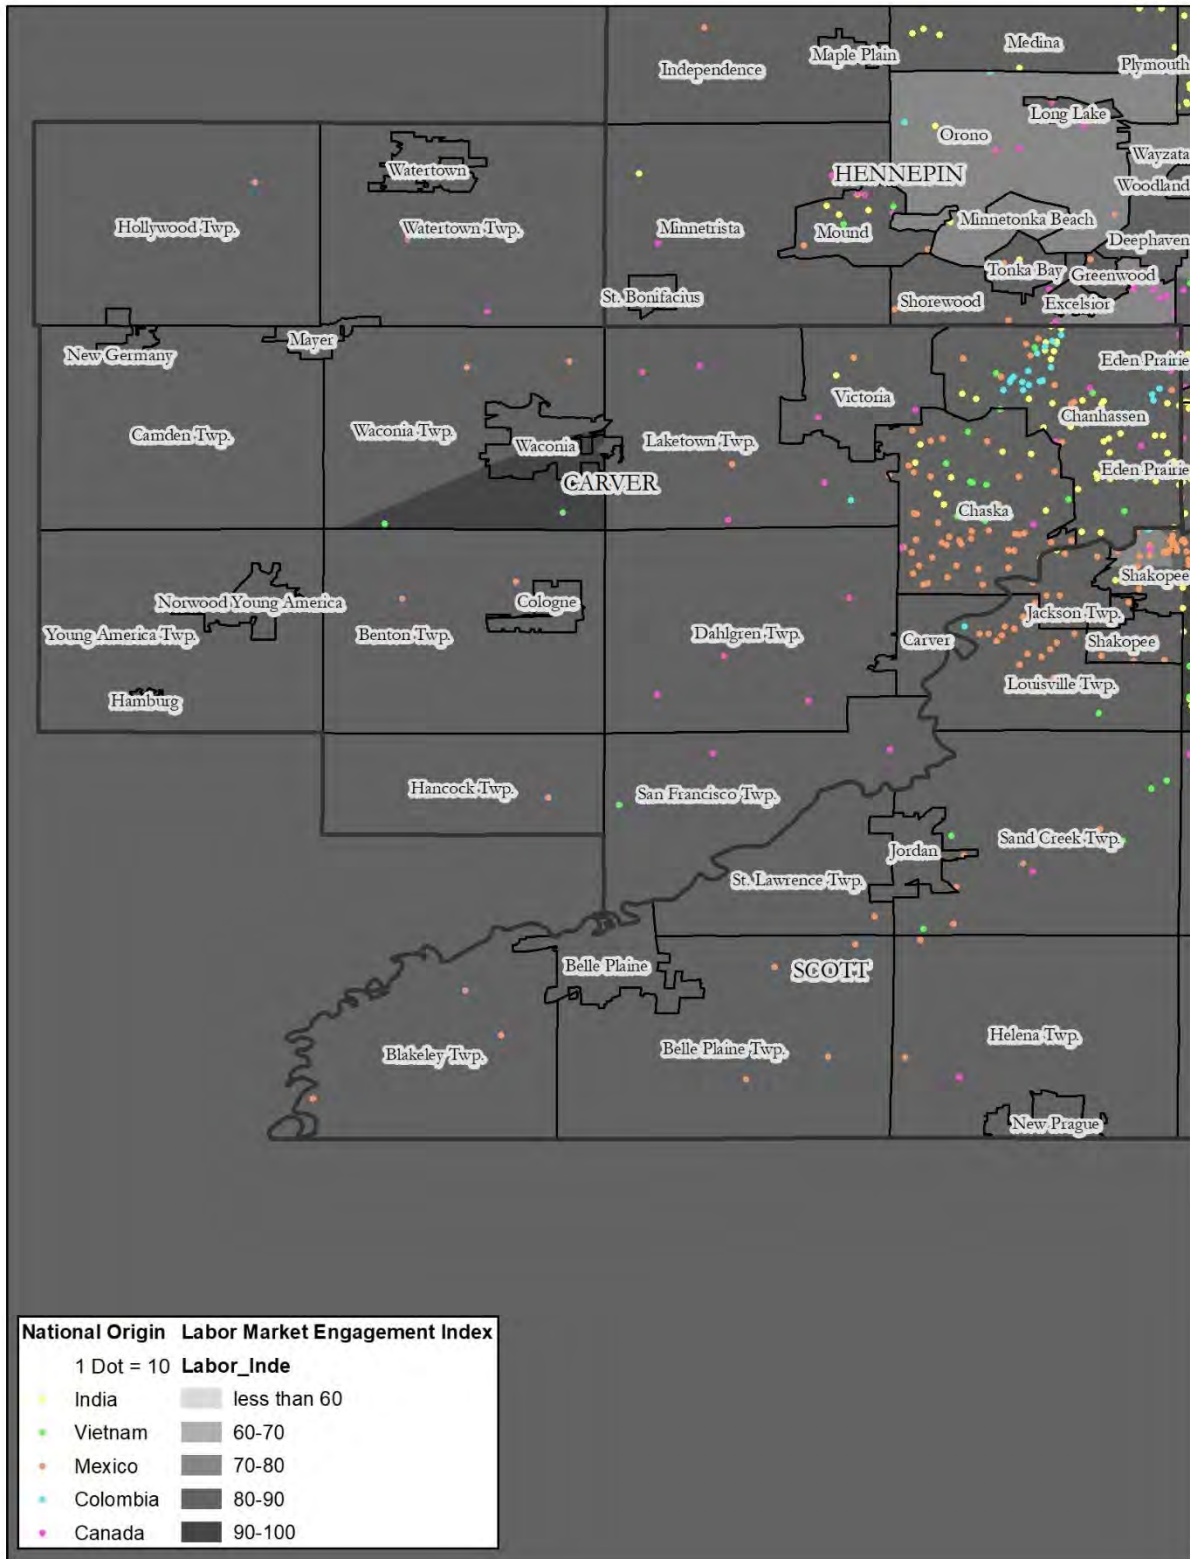 Medina
Maple Plain
Plymouth
Independence
Long Lake
Orono
Wayzata
Watertown
HENNEPIN
Woodland
Minnetonka Beach
Hollywood Twp.
Watertown Twp.
Minnetrista
Mound
Deephaven
Tonka Bay
Greenwood
St. Bonifacius
Shorewood
Excelsior
Mayer
New Germany
Eden Prairie
Victoria
Chanhassen
Camden Twp.
Waconia Twp.
Waconia
Laketown Twp.
Eden Prairie
CARVER
Chaska
Shakopee
Norwood Young America
Cologne
Jackson Twp.
Young America Twp.
Benton Twp.
Dahlgren Twp.
Carver
Shakopee
Louisville Twp.
Hamburg
Hancock Twp.
San Francisco Twp.
Sand Creek Twp.
Jordan
St. Lawrence Twp.
Belle Plaine
SCOTT
Helena Twp.
Blakeley Twp.
Belle Plaine Twp.
New Prague
National Origin Labor Market Engagement Index
1 Dot = 10 Labor_Inde
India less than 60
Vietnam 60-70
Mexico 70-80
Colombia 80-90
Canada 90-100